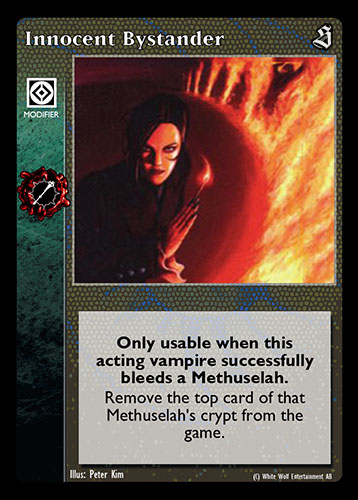 Innocent Bystander
MODIFIER
Only usable when this
acting vampire successfully
bleeds a Methuselah.
Remove the top card of that
Methuselah's crypt from the
game.
Illus: Peter Kim
(C) White Wolf Entertainment AB